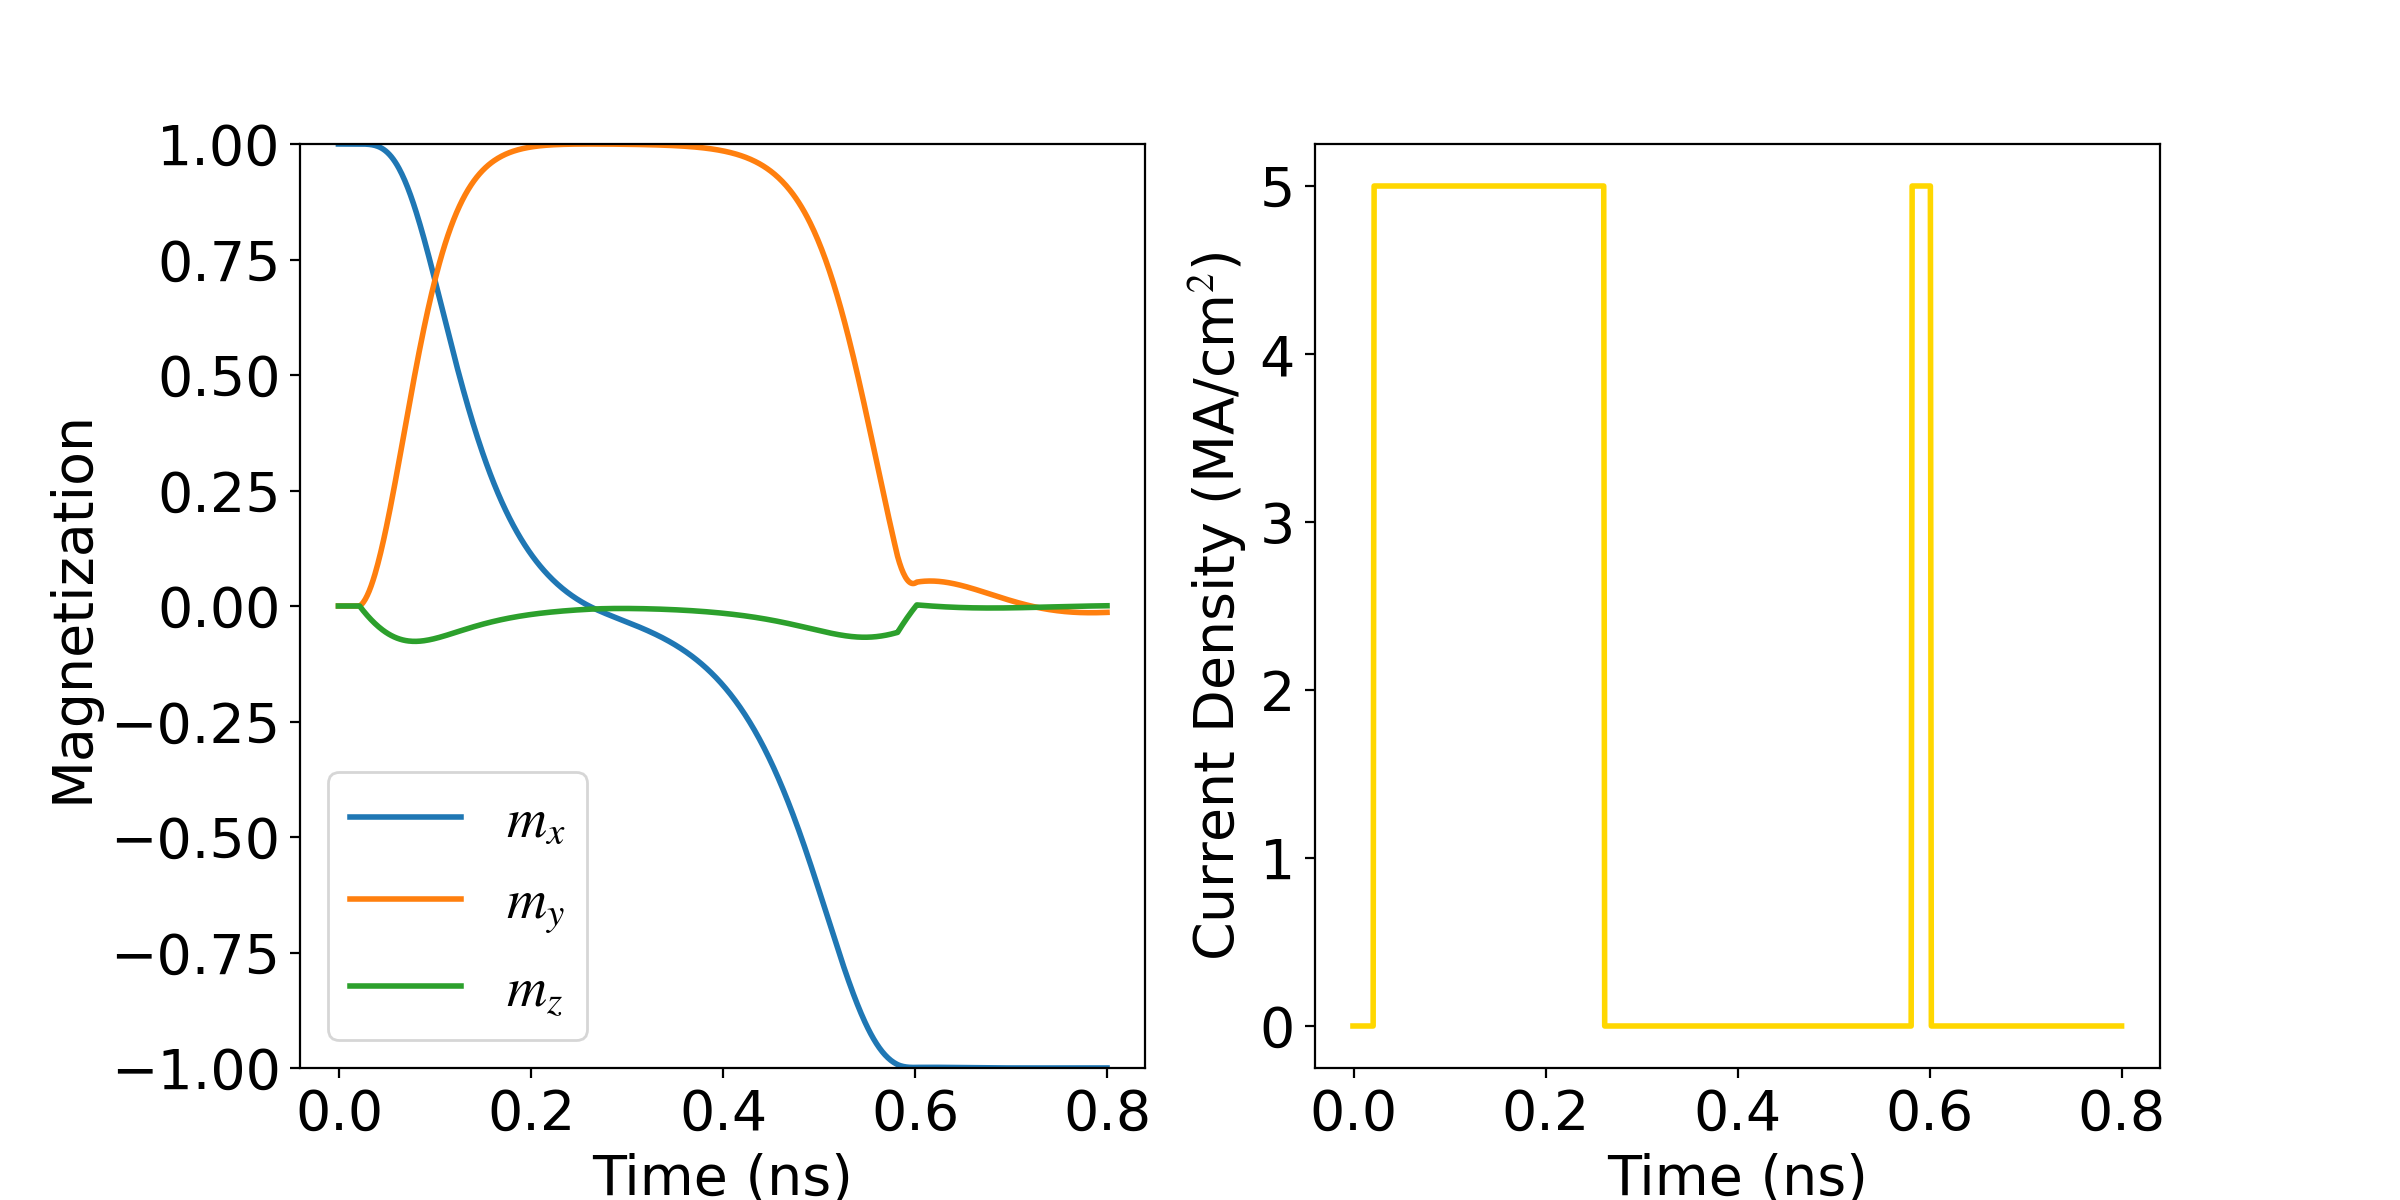 Magnetization
1.00
0.75
0.50
0.25
0.00
−0.25
−0.50
−0.75
−1.00
m_x
m_y
m_z
0.0 0.2 0.4 0.6 0.8
Time (ns)
Current Density (MA/cm²)
5
4
3
2
1
0
0.0 0.2 0.4 0.6 0.8
Time (ns)